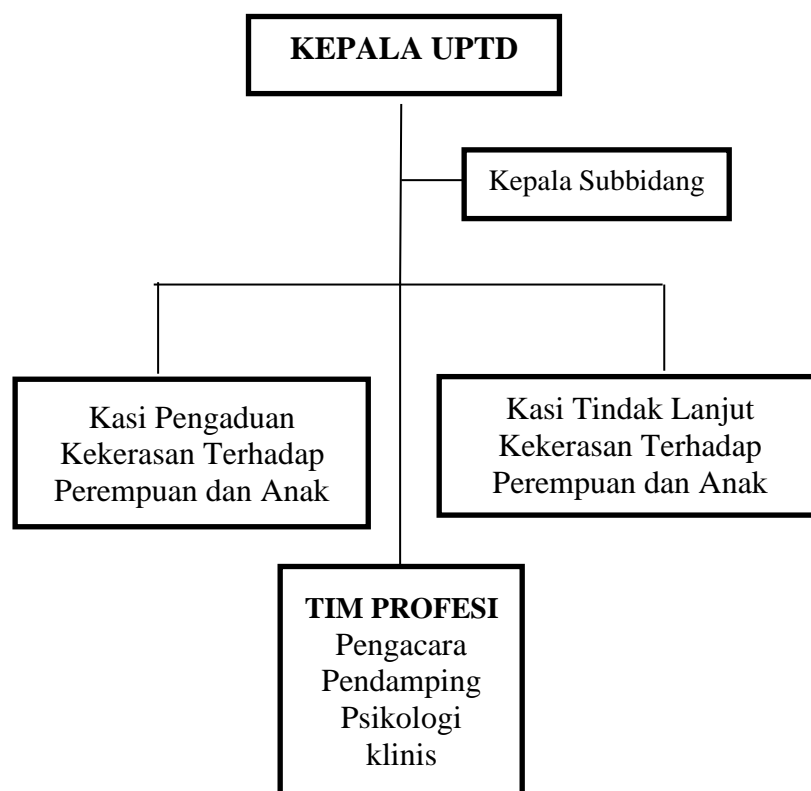 KEPALA UPTD
Kepala Subbidang
Kasi Pengaduan
Kekerasan Terhadap
Perempuan dan Anak
Kasi Tindak Lanjut
Kekerasan Terhadap
Perempuan dan Anak
TIM PROFESI
Pengacara
Pendamping
Psikologi
klinis